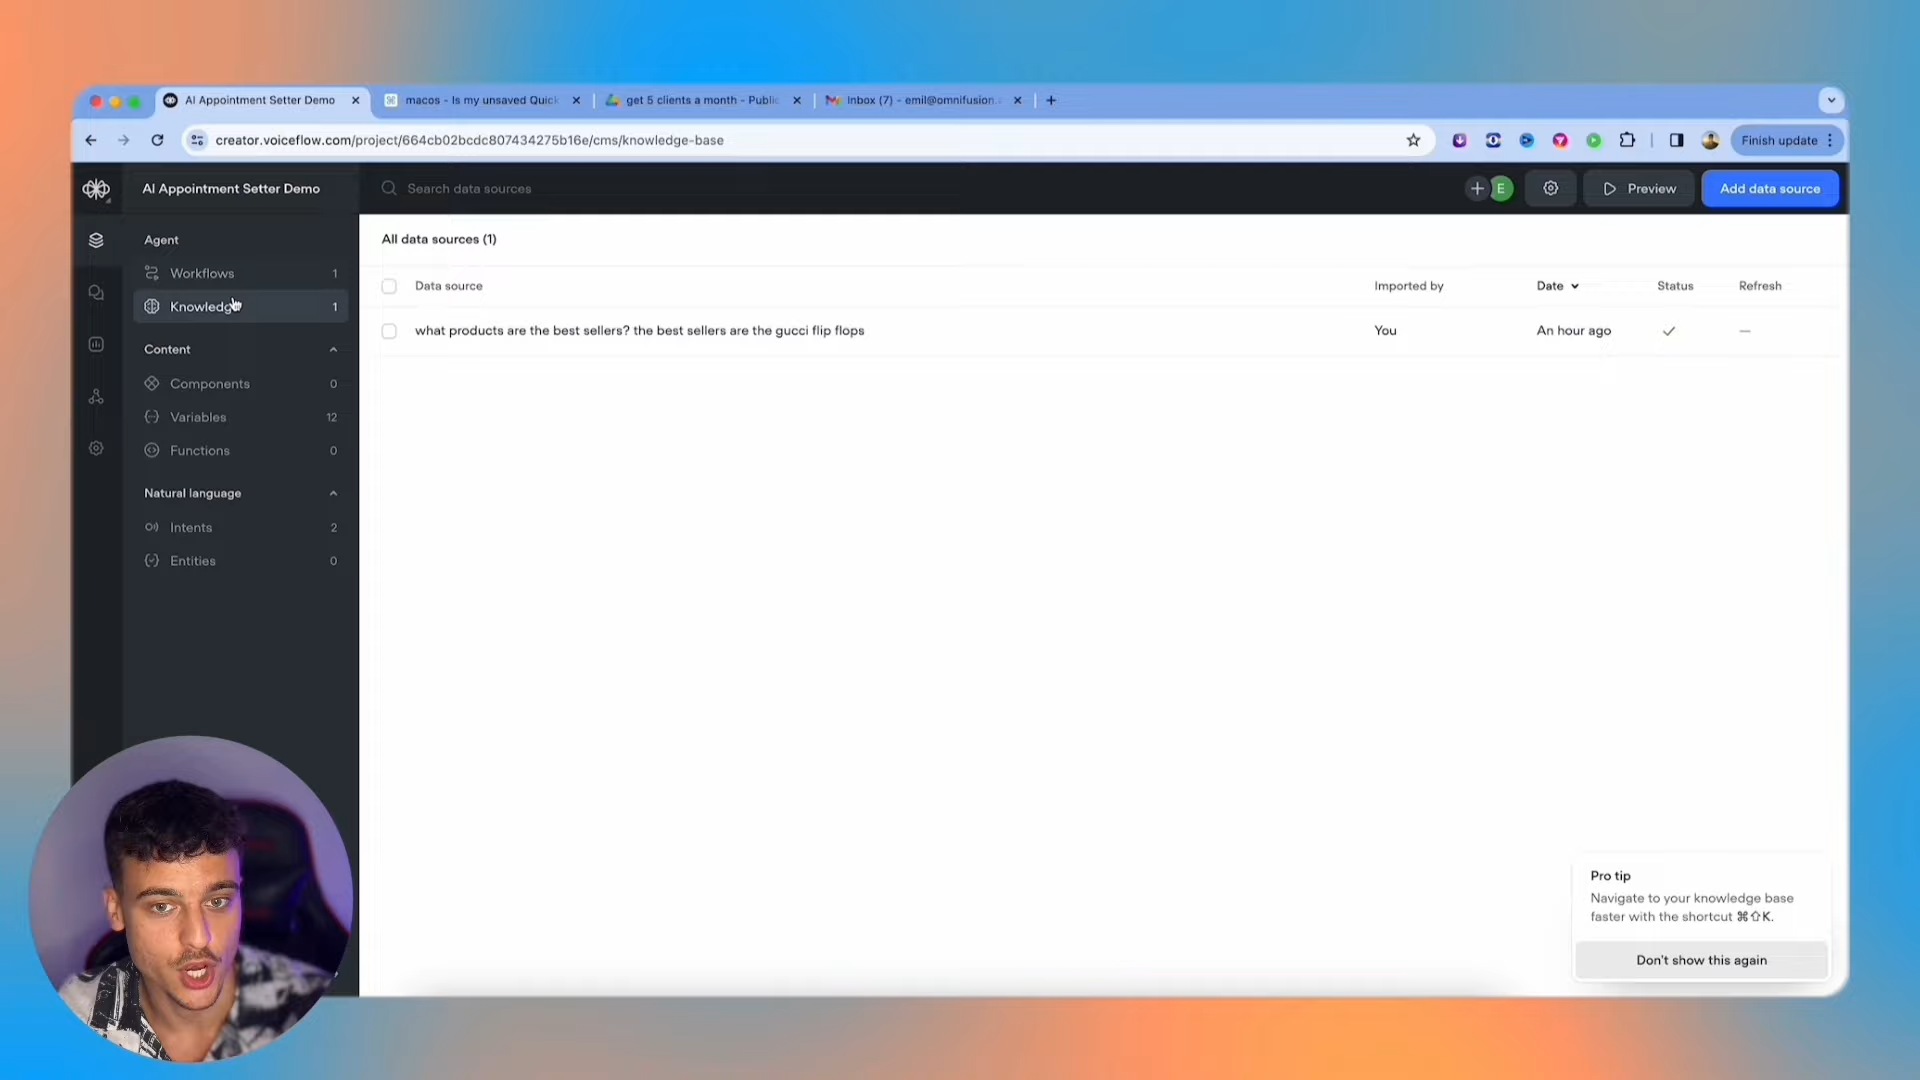 AI Appointment Setter Demo
macos - Is my unsaved Quick
get 5 clients a month - Public
Inbox (7) - emil@omnifusion.
creator.voiceflow.com/project/664cb02bcdc807434275b16e/cms/knowledge-base
Finish update
AI Appointment Setter Demo
Search data sources
E
Preview
Add data source
Agent
All data sources (1)
Workflows 1
Data source
Imported by
Date
Status
Refresh
Knowledge 1
what products are the best sellers? the best sellers are the gucci flip flops
You
An hour ago
Content
Components 0
Variables 12
Functions 0
Natural language
Intents 2
Entities 0
Pro tip
Navigate to your knowledge base
faster with the shortcut ⌘⇧K.
Don't show this again